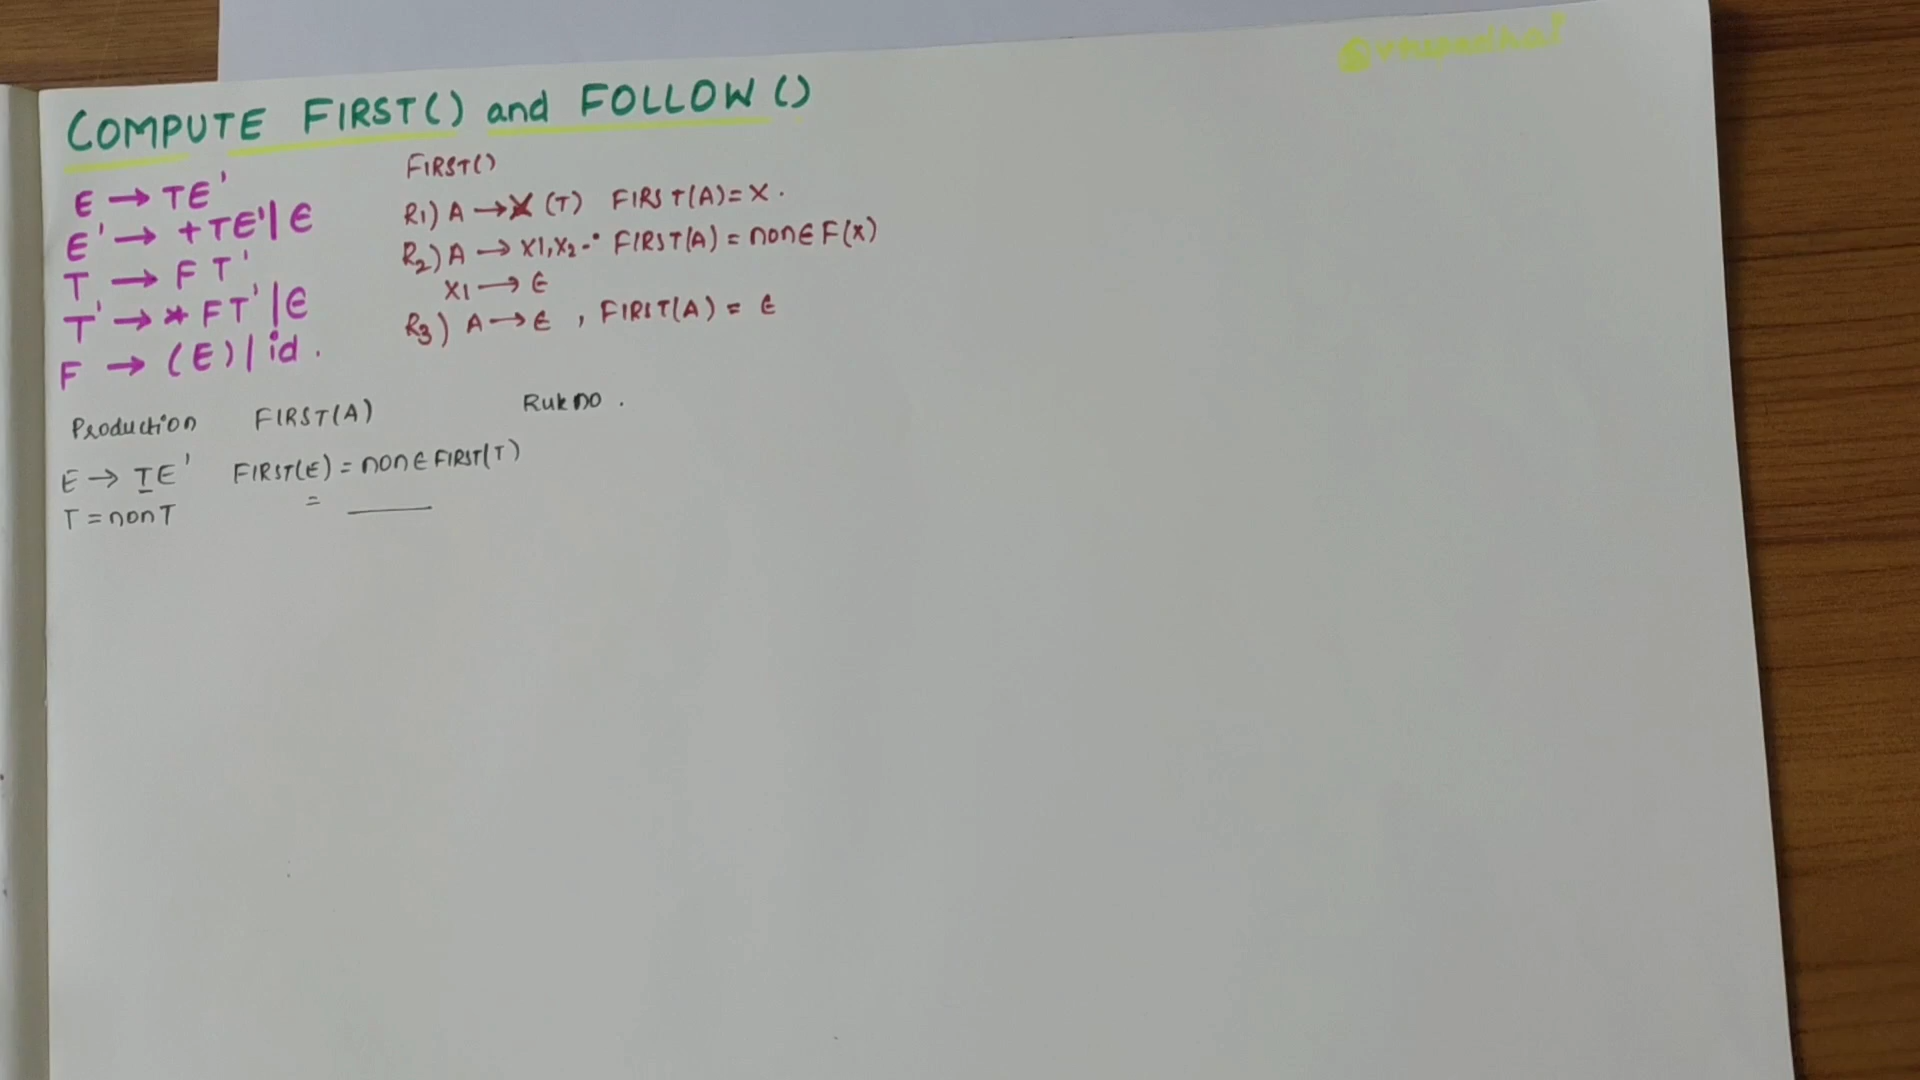 COMPUTE FIRST() and FOLLOW()
E → TE'
E' → +TE'|ϵ
T → FT'
T' → *FT'|ϵ
F → (E)|id.
FIRST()
R1) A → X (T) FIRST(A)=X.
R2) A → X1,X2-• FIRST(A) = nonϵ F(X)
X1 → ϵ
R3) A → ϵ , FIRST(A) = ϵ
Production FIRST(A) Rule no.
E → TE' FIRST(E) = nonϵ FIRST(T)
T = nonT = ____